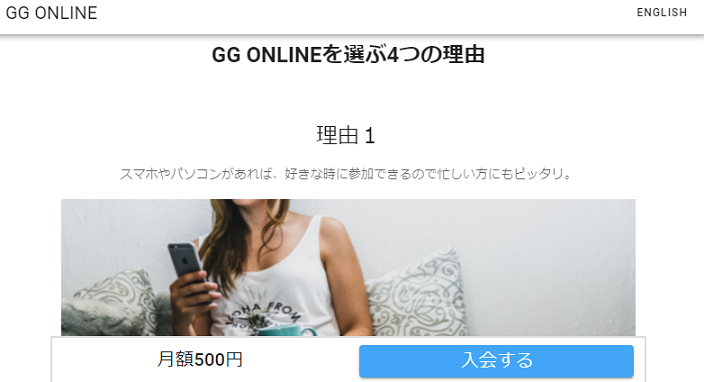 GG ONLINE
ENGLISH
GG ONLINEを選ぶ4つの理由
理由 1
スマホやパソコンがあれば、好きな時に参加できるので忙しい方にもピッタリ。
月額500円
入会する